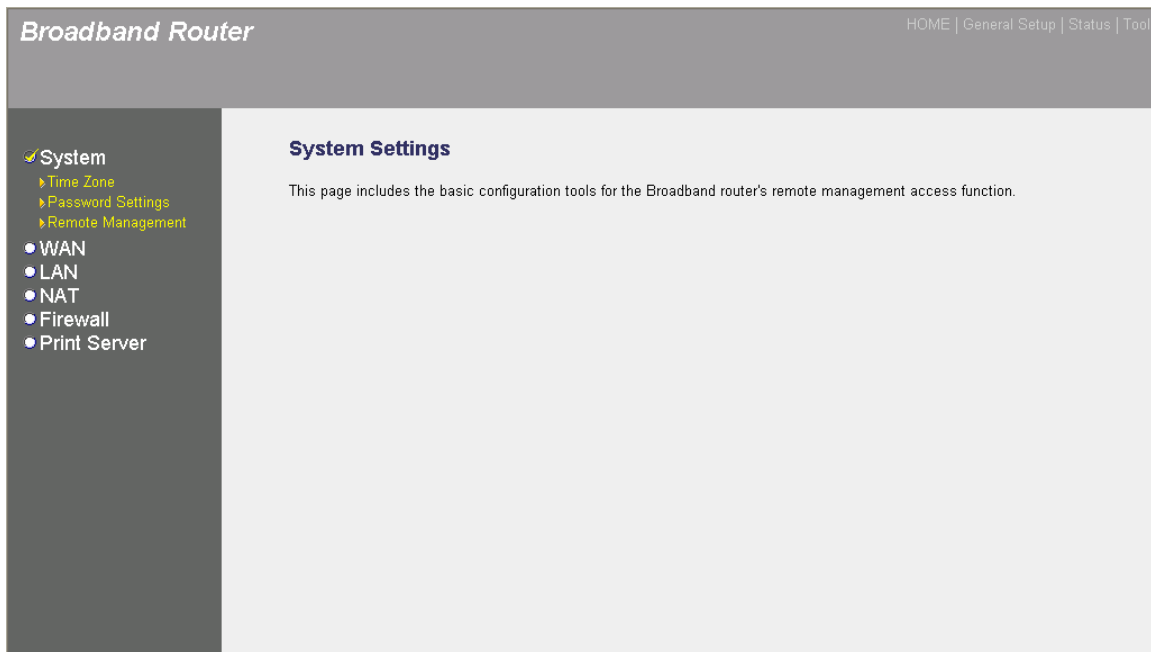 Broadband Router
HOME | General Setup | Status | Tool
System
Time Zone
Password Settings
Remote Management
WAN
LAN
NAT
Firewall
Print Server
System Settings
This page includes the basic configuration tools for the Broadband router's remote management access function.